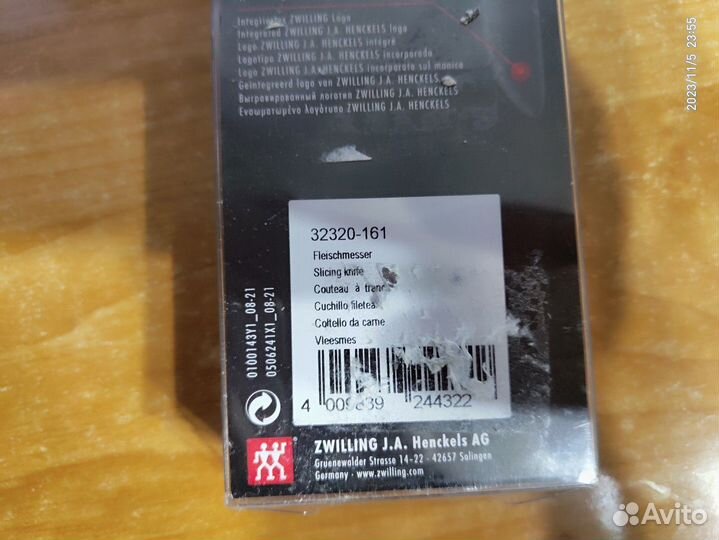 Integriertes ZWILLING Logo
Integrated ZWILLING J.A. HENCKELS logo
Logo ZWILLING J.A. HENCKELS intégré
Logotipo ZWILLING J.A. HENCKELS incorporado
Logo ZWILLING J.A. HENCKELS incorporato sul manico
Geïntegreerd logo van ZWILLING J.A. HENCKELS
Выгравированный логотип ZWILLING J.A. HENCKELS
Ενσωματωμένο λογότυπο ZWILLING J.A. HENCKELS
32320-161
Fleischmesser
Slicing knife
Couteau à
Cuchillo
Coltello da carne
Vleesmes
4 009839 244322
0100143Y1_08-21
0506241X1_08-21
ZWILLING J.A. Henckels AG
Gruenewalder Strasse 14-22 · 42657 Solingen
Germany · www.zwilling.com
2023/11/5 23:55
Avito